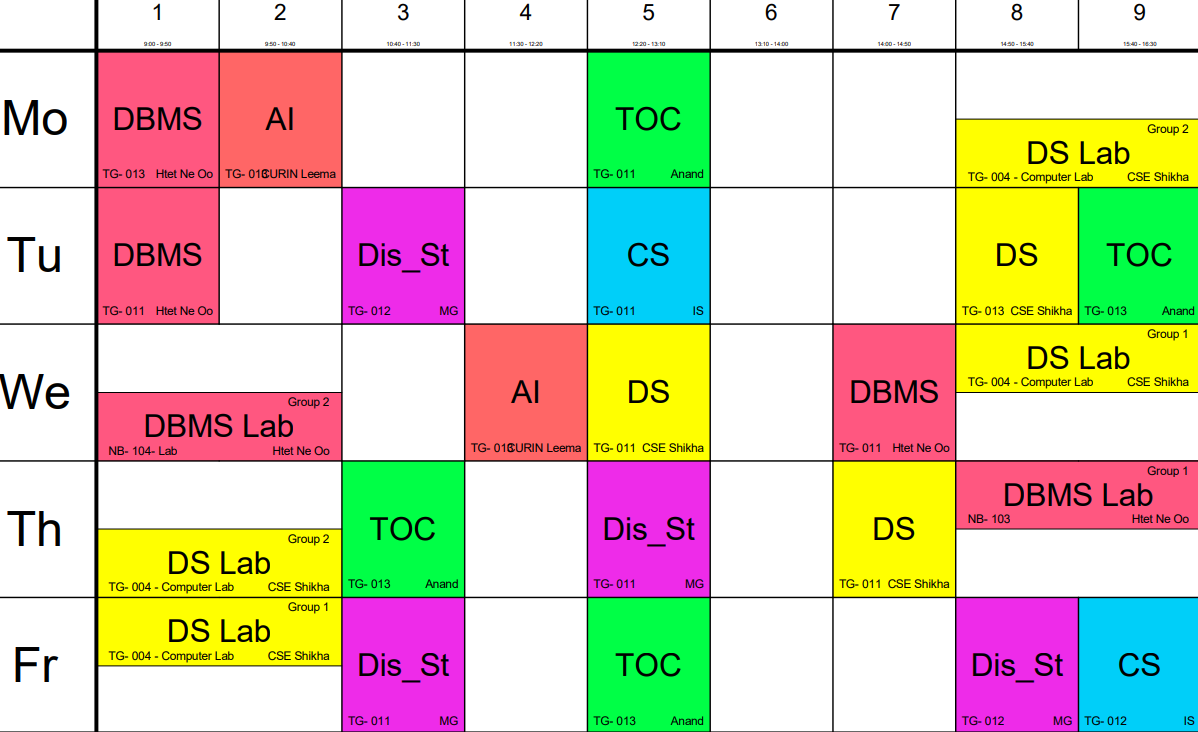 1 2 3 4 5 6 7 8 9
9:00 - 9:50 9:50 - 10:40 10:40 - 11:30 11:30 - 12:20 12:20 - 13:10 13:10 - 14:00 14:00 - 14:50 14:50 - 15:40 15:40 - 16:30
Mo
DBMS
TG- 013 Htet Ne Oo
AI
TG- 013 CURIN Leema
TOC
TG- 011 Anand
Group 2
DS Lab
TG- 004 - Computer Lab CSE Shikha
Tu
DBMS
TG- 011 Htet Ne Oo
Dis_St
TG- 012 MG
CS
TG- 011 IS
DS
TG- 013 CSE Shikha
TOC
TG- 013 Anand
We
Group 2
DBMS Lab
NB- 104- Lab Htet Ne Oo
AI
TG- 013 CURIN Leema
DS
TG- 011 CSE Shikha
DBMS
TG- 011 Htet Ne Oo
Group 1
DS Lab
TG- 004 - Computer Lab CSE Shikha
Th
Group 2
DS Lab
TG- 004 - Computer Lab CSE Shikha
TOC
TG- 013 Anand
Dis_St
TG- 011 MG
DS
TG- 011 CSE Shikha
Group 1
DBMS Lab
NB- 103 Htet Ne Oo
Fr
Group 1
DS Lab
TG- 004 - Computer Lab CSE Shikha
Dis_St
TG- 011 MG
TOC
TG- 013 Anand
Dis_St
TG- 012 MG
CS
TG- 012 IS